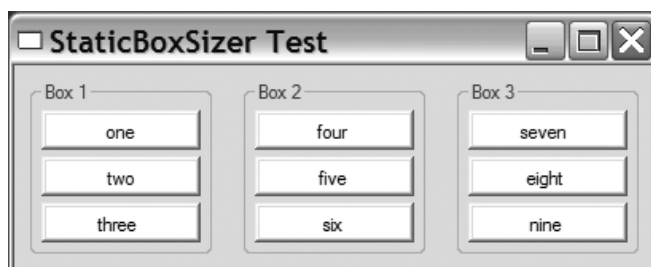 StaticBoxSizer Test
Box 1
one
two
three
Box 2
four
five
six
Box 3
seven
eight
nine